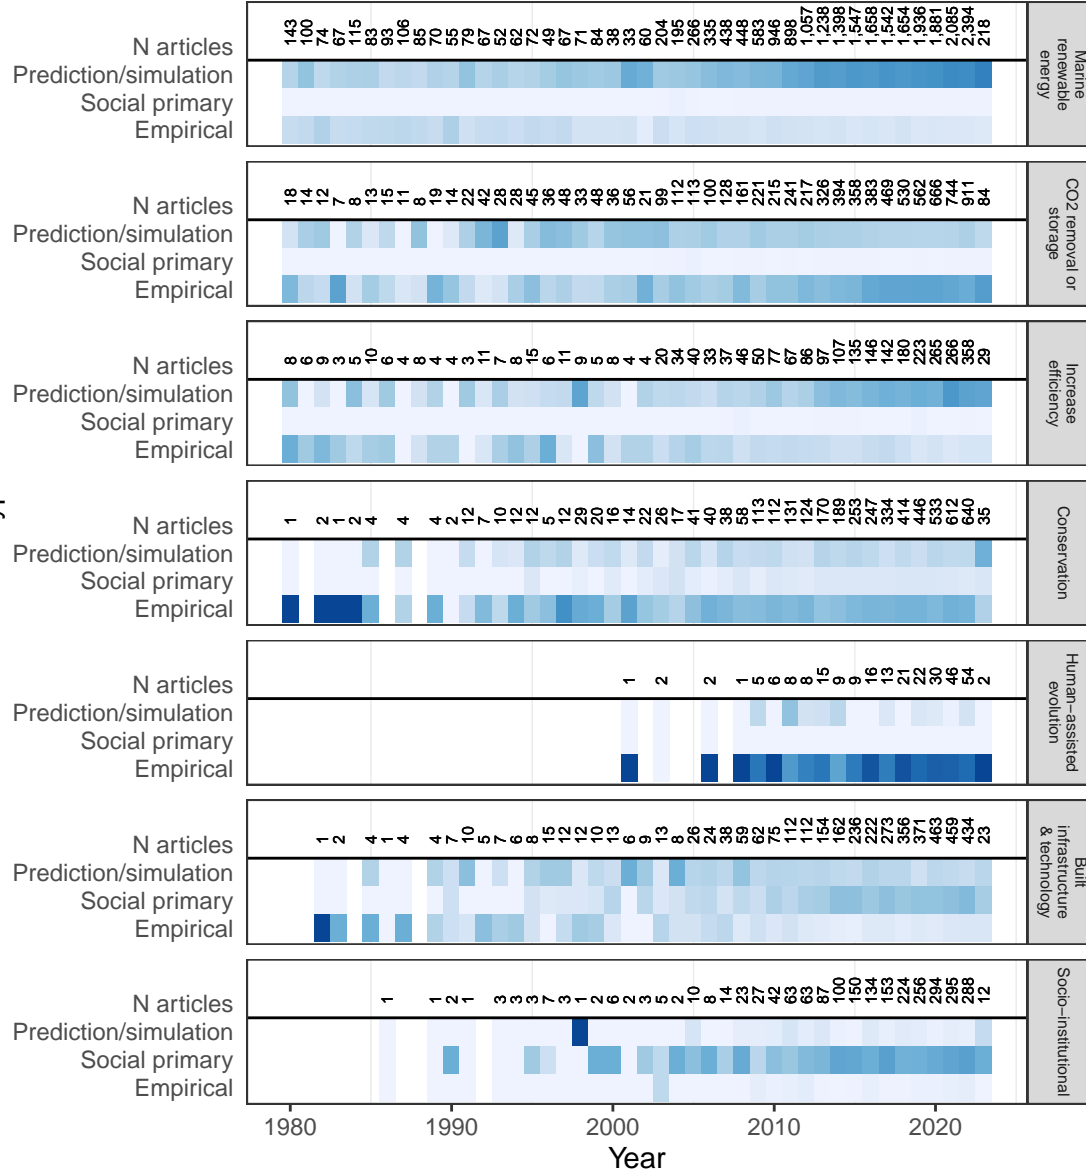 N articles 143 100 74 67 115 83 93 106 85 70 55 79 67 52 62 72 49 67 71 84 38 33 60 204 195 266 335 438 448 583 946 898 1,057 1,238 1,398 1,547 1,658 1,542 1,654 1,936 1,881 2,085 2,394 218
Prediction/simulation
Social primary
Empirical
Marine
renewable
energy
N articles 18 14 12 7 8 13 15 11 8 19 14 22 42 28 28 45 36 48 33 48 36 56 21 99 112 113 100 128 161 221 215 241 217 326 394 358 383 469 530 562 666 744 911 84
Prediction/simulation
Social primary
Empirical
CO2 removal or
storage
N articles 8 6 9 3 5 10 6 4 8 4 4 3 11 7 8 15 6 11 9 5 8 4 4 20 34 40 33 37 46 50 77 67 86 97 107 135 146 142 180 223 265 266 358 29
Prediction/simulation
Social primary
Empirical
Increase
efficiency
N articles 1 2 1 2 4 4 4 2 12 7 10 12 12 5 12 29 20 16 14 22 26 17 41 40 38 58 113 112 131 124 170 189 253 247 334 414 446 533 612 640 35
Prediction/simulation
Social primary
Empirical
Conservation
N articles 1 2 2 1 5 6 8 8 15 9 9 16 13 21 22 30 46 54 2
Prediction/simulation
Social primary
Empirical
Human−assisted
evolution
N articles 1 2 4 1 4 4 7 10 5 7 6 8 15 12 12 10 13 6 9 13 8 26 24 38 59 62 75 112 112 154 162 236 222 273 356 371 463 459 434 23
Prediction/simulation
Social primary
Empirical
Built
infrastructure
& technology
N articles 1 1 2 1 3 3 3 7 3 1 2 6 2 3 5 2 10 8 14 23 27 42 63 63 87 100 150 134 153 224 256 294 295 288 12
Prediction/simulation
Social primary
Empirical
Socio−institutional
1980 1990 2000 2010 2020
Year